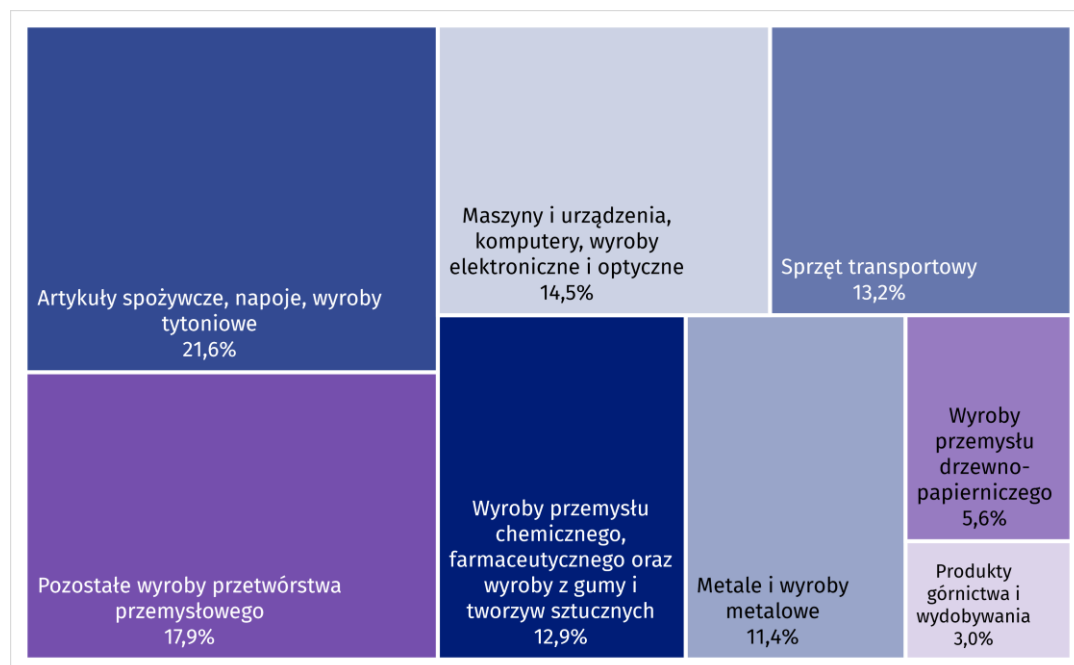 Artykuły spożywcze, napoje, wyroby
tytoniowe
21,6%
Maszyny i urządzenia,
komputery, wyroby
elektroniczne i optyczne
14,5%
Sprzęt transportowy
13,2%
Pozostałe wyroby przetwórstwa
przemysłowego
17,9%
Wyroby przemysłu
chemicznego,
farmaceutycznego oraz
wyroby z gumy i
tworzyw sztucznych
12,9%
Metale i wyroby
metalowe
11,4%
Wyroby
przemysłu
drzewno-
papierniczego
5,6%
Produkty
górnictwa i
wydobywania
3,0%